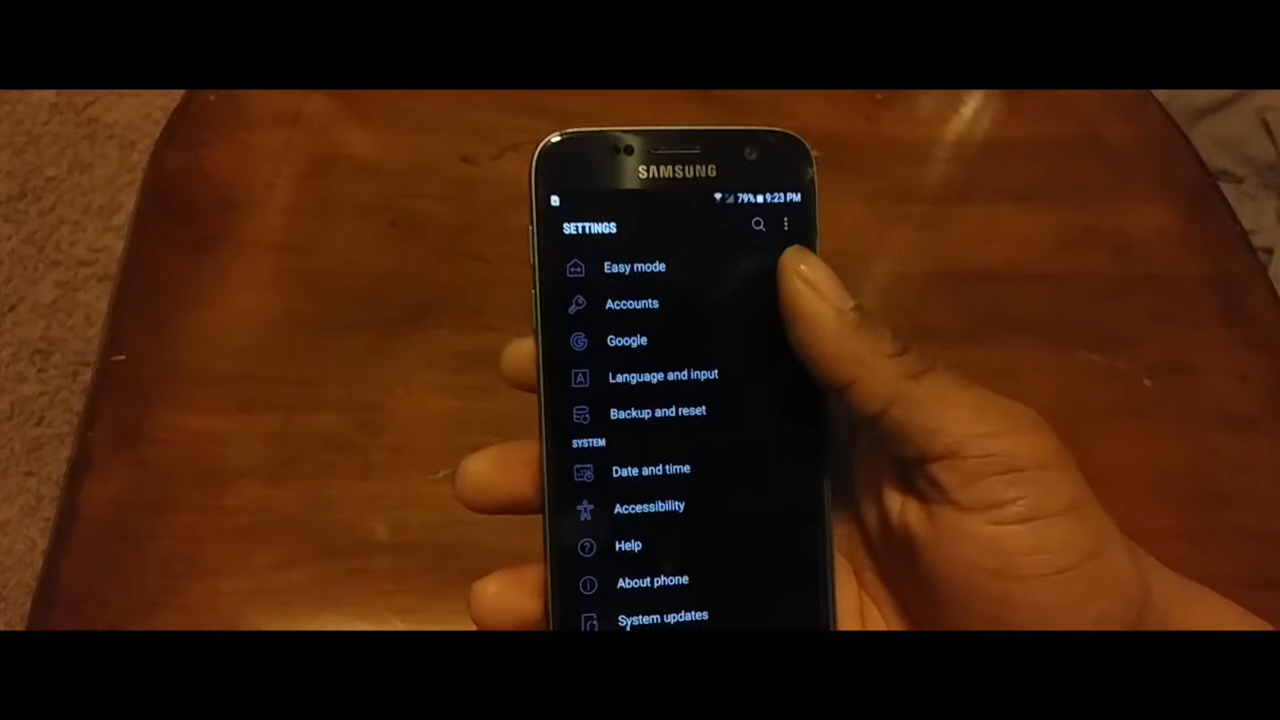 SAMSUNG
79% 9:23 PM
SETTINGS
Easy mode
Accounts
Google
Language and input
Backup and reset
SYSTEM
Date and time
Accessibility
Help
About phone
System updates